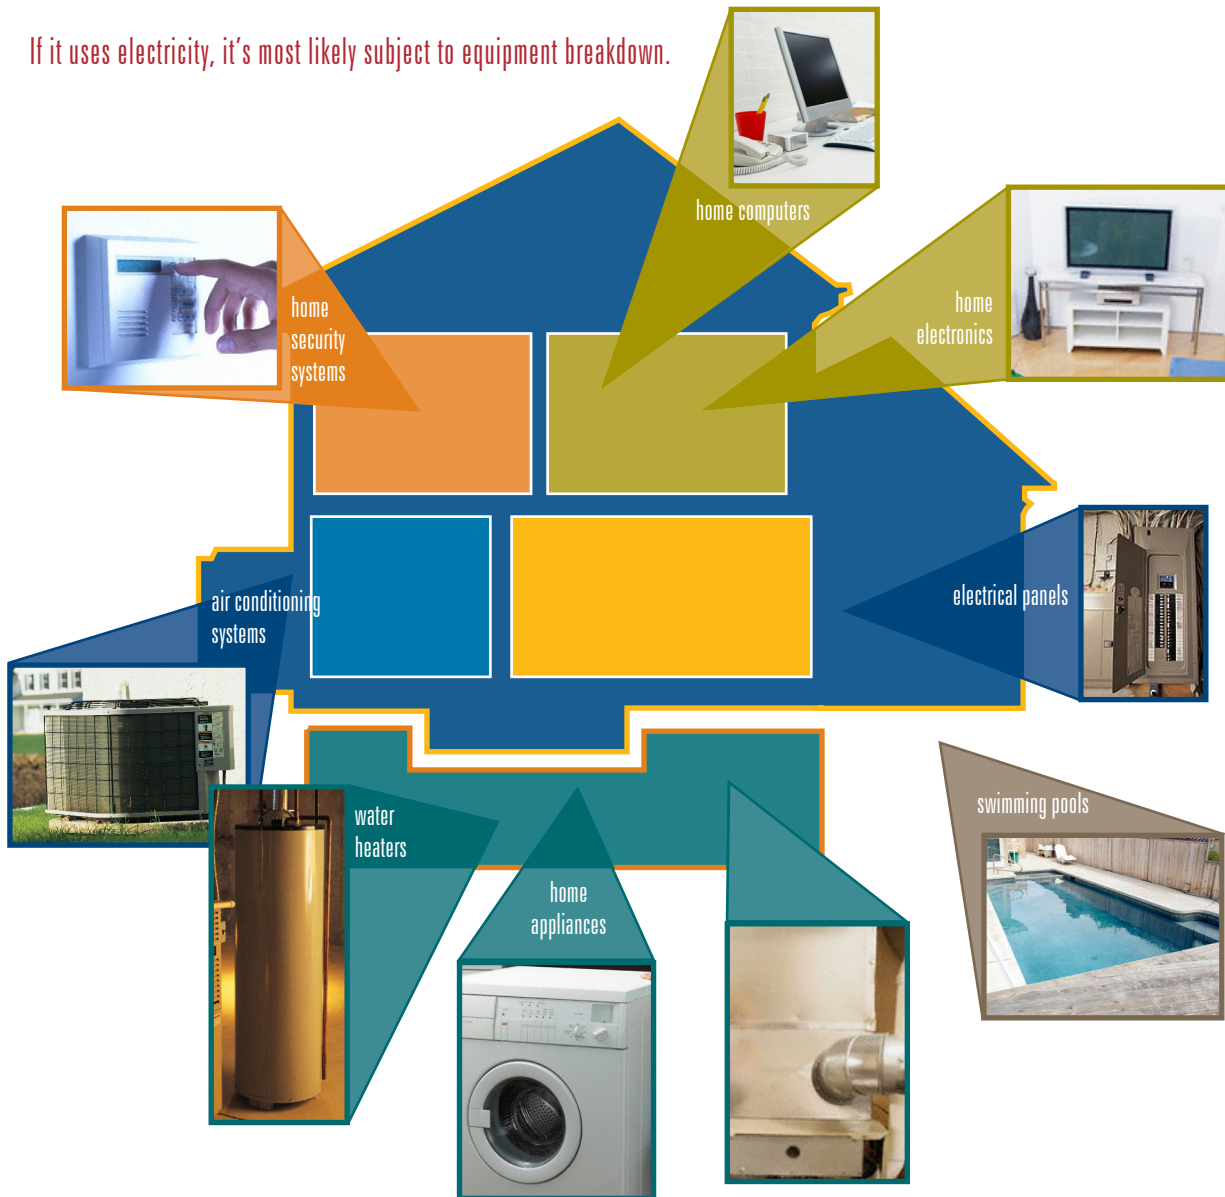 If it uses electricity, it’s most likely subject to equipment breakdown.
home computers
home
security
systems
home
electronics
air conditioning
systems
electrical panels
water
heaters
swimming pools
home
appliances